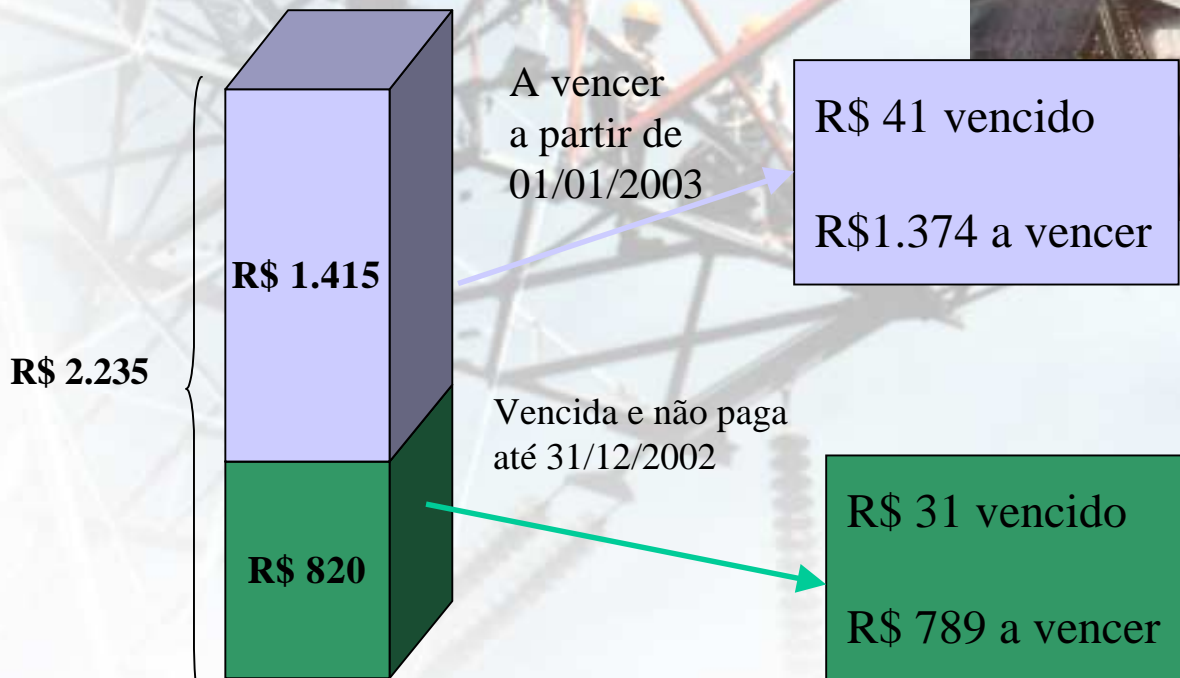 A vencer
a partir de
01/01/2003
R$ 41 vencido
R$1.374 a vencer
R$ 1.415
R$ 2.235
Vencida e não paga
até 31/12/2002
R$ 820
R$ 31 vencido
R$ 789 a vencer